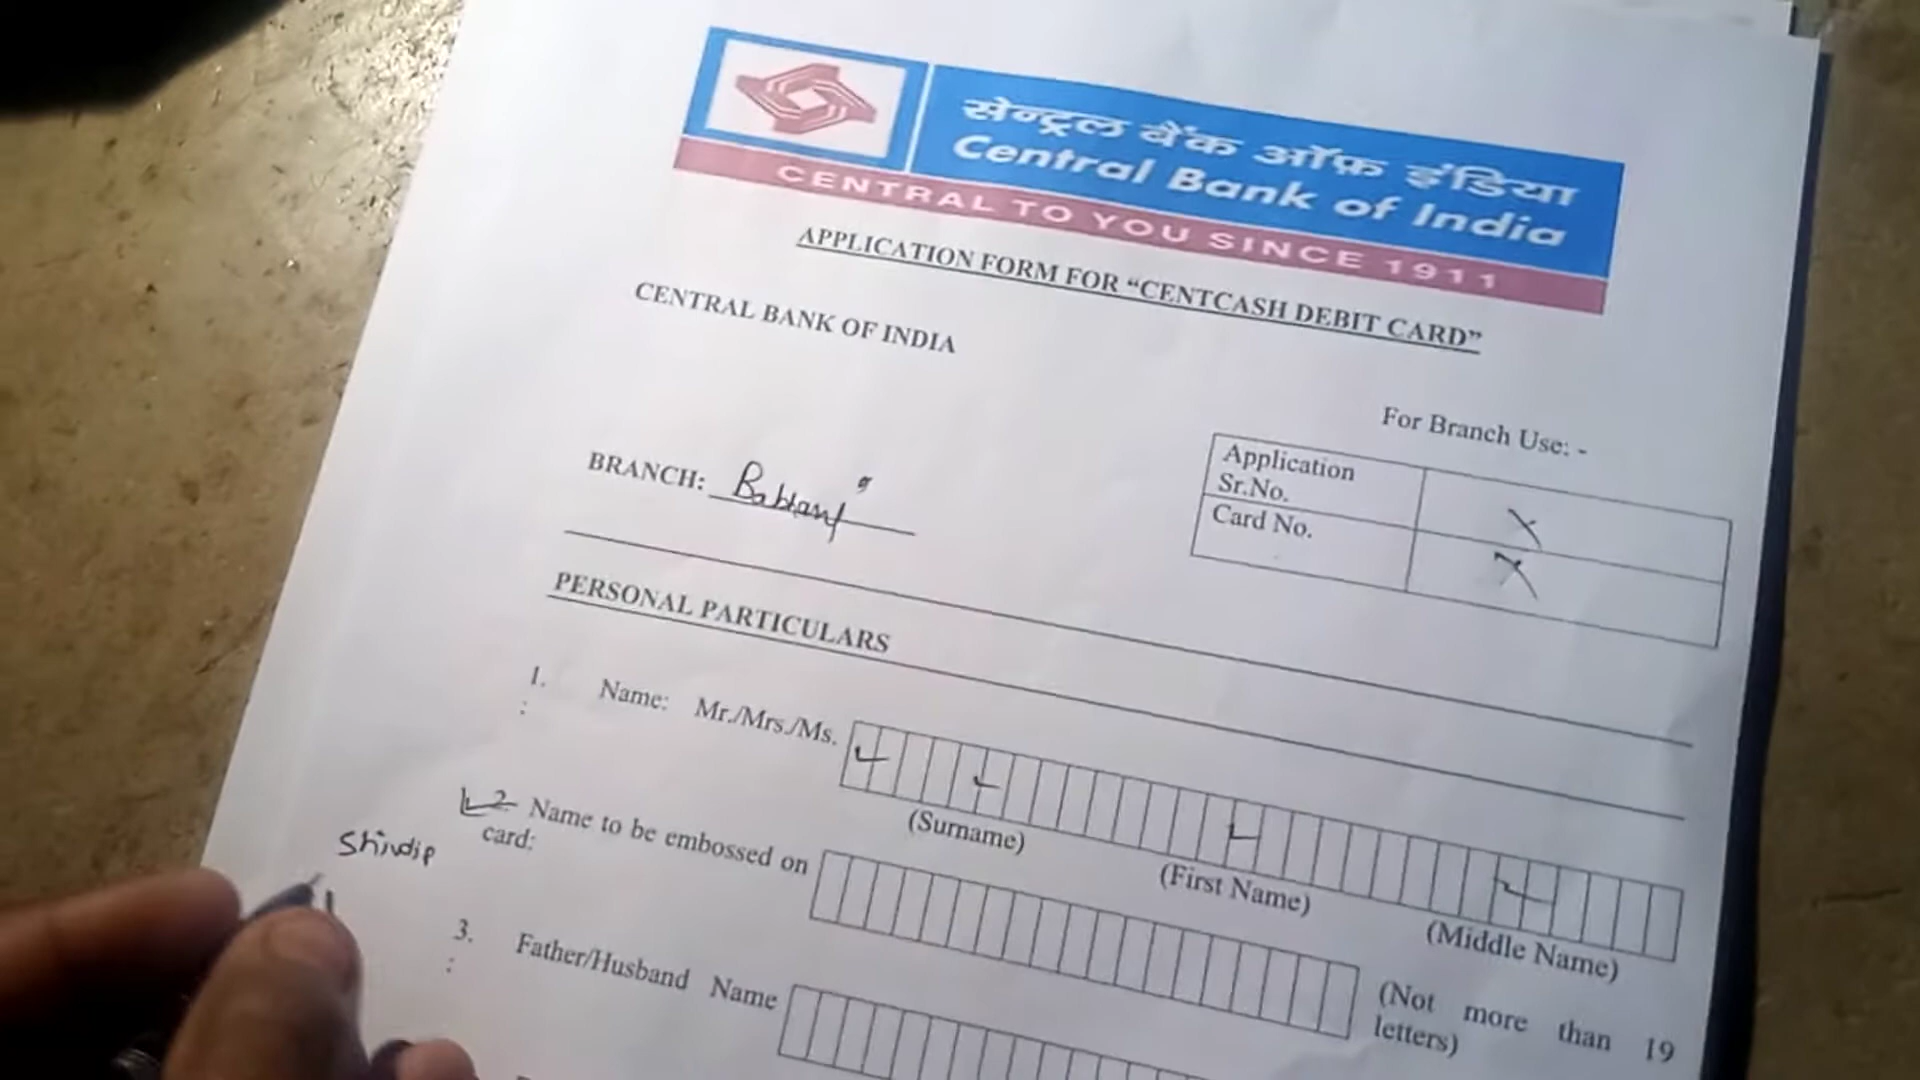 सेन्ट्रल बैंक ऑफ़ इंडिया
Central Bank of India
CENTRAL TO YOU SINCE 1911
APPLICATION FORM FOR “CENTCASH DEBIT CARD”
CENTRAL BANK OF INDIA
For Branch Use: -
Application
Sr.No.
Card No.
BRANCH:
PERSONAL PARTICULARS
1. Name: Mr./Mrs./Ms.
:
(Surname)
(First Name)
(Middle Name)
2. Name to be embossed on
card:
(Not more than 19
letters)
Shindip
3. Father/Husband Name
: